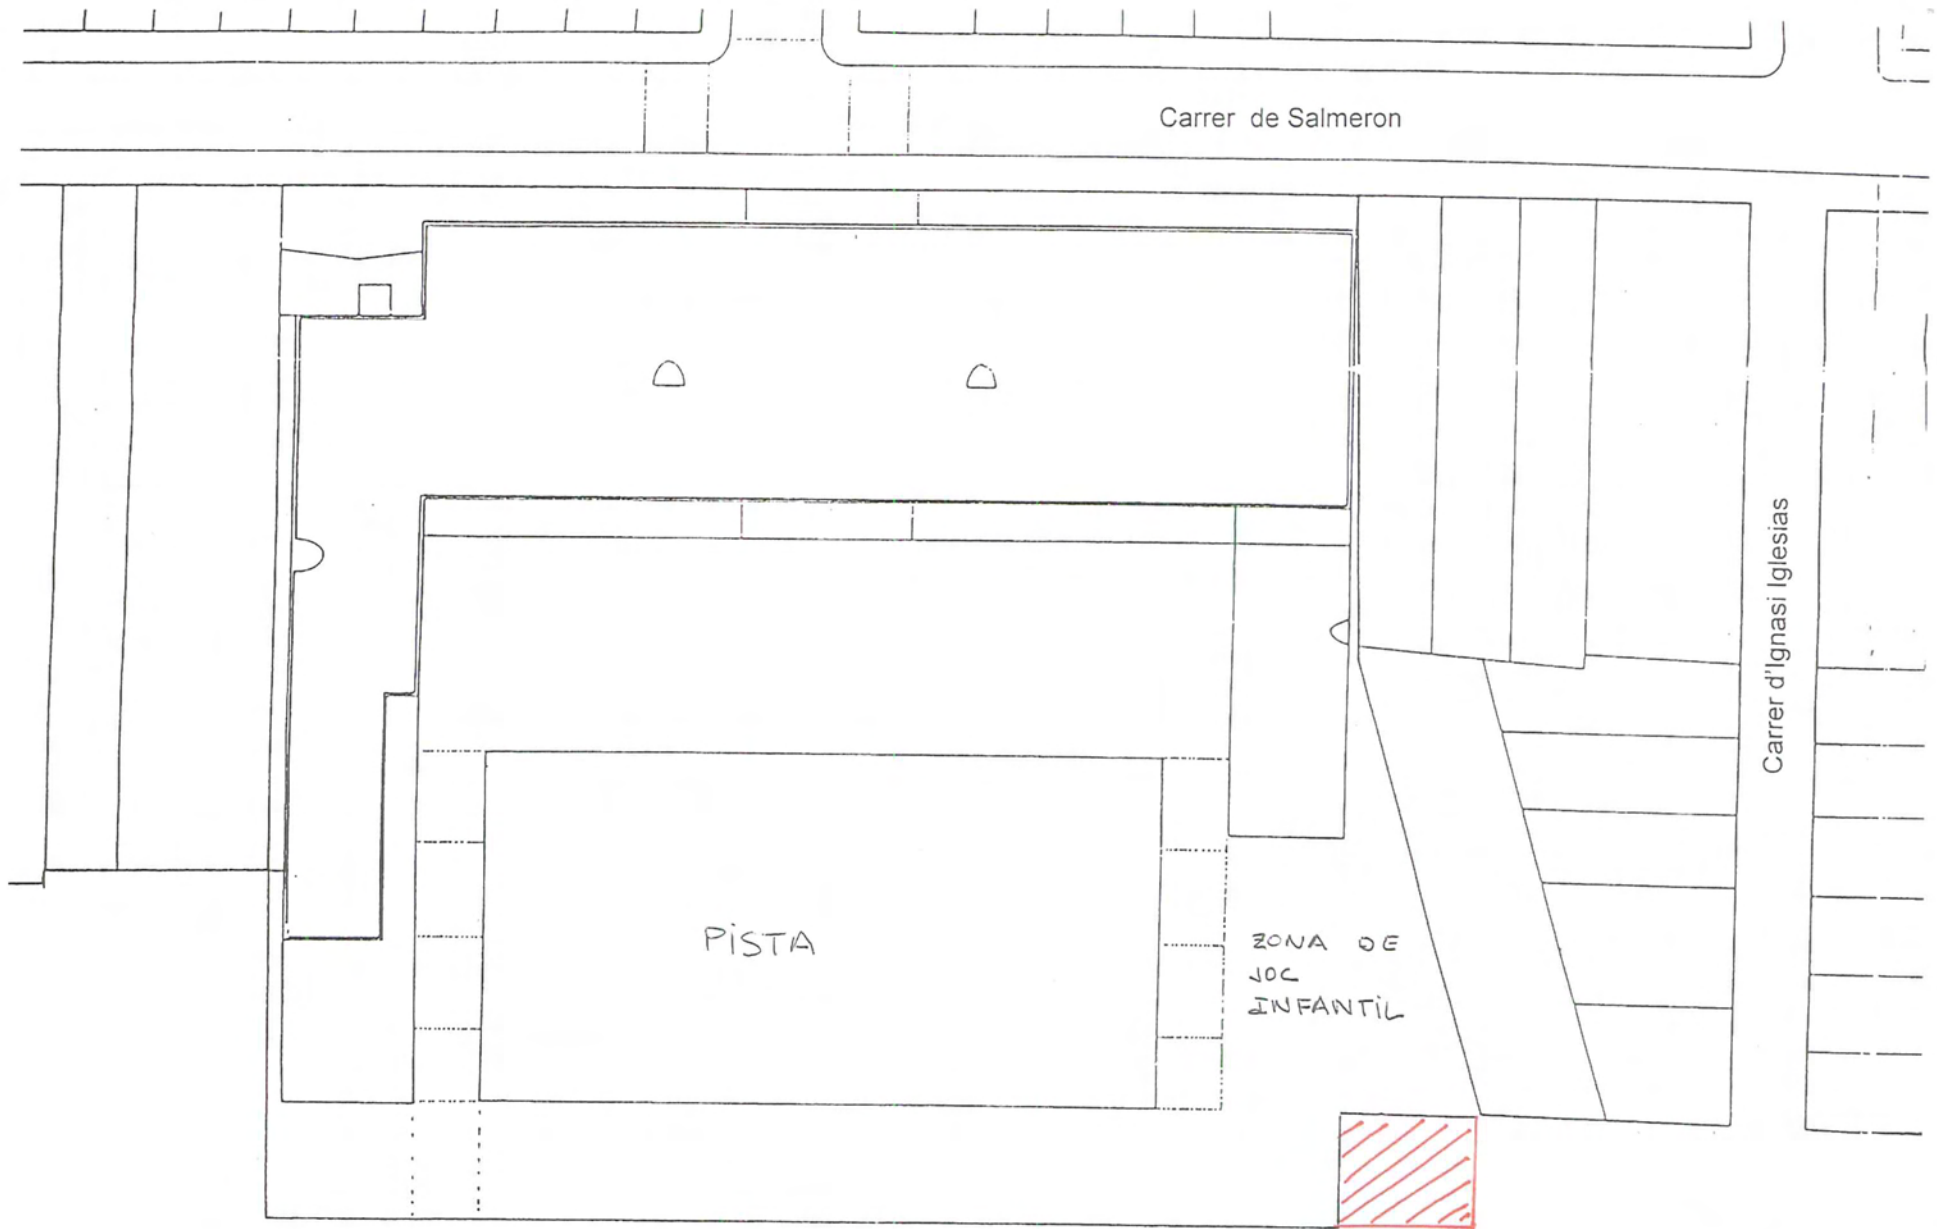 Carrer de Salmeron
Carrer d'Ignasi Iglesias
PISTA
ZONA DE
JOC
INFANTIL